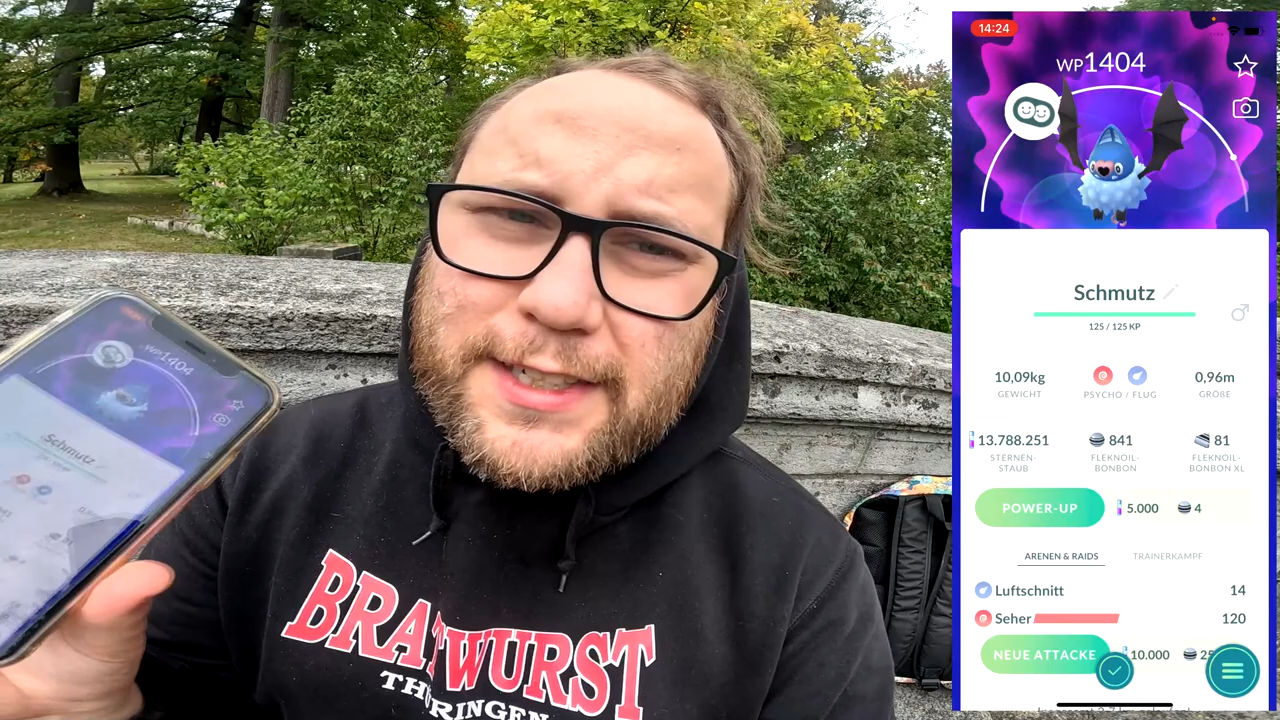 14:24
WP1404
Schmutz
125 / 125 KP
10,09kg
GEWICHT
PSYCHO / FLUG
0,96m
GRÖßE
13.788.251
STERNEN-
STAUB
841
FLEKNOIL-
BONBON
81
FLEKNOIL-
BONBON XL
POWER-UP
5.000
4
ARENEN & RAIDS
TRAINERKAMPF
Luftschnitt
14
Seher
120
NEUE ATTACKE
10.000
WP1404
Schmutz
BRATWURST